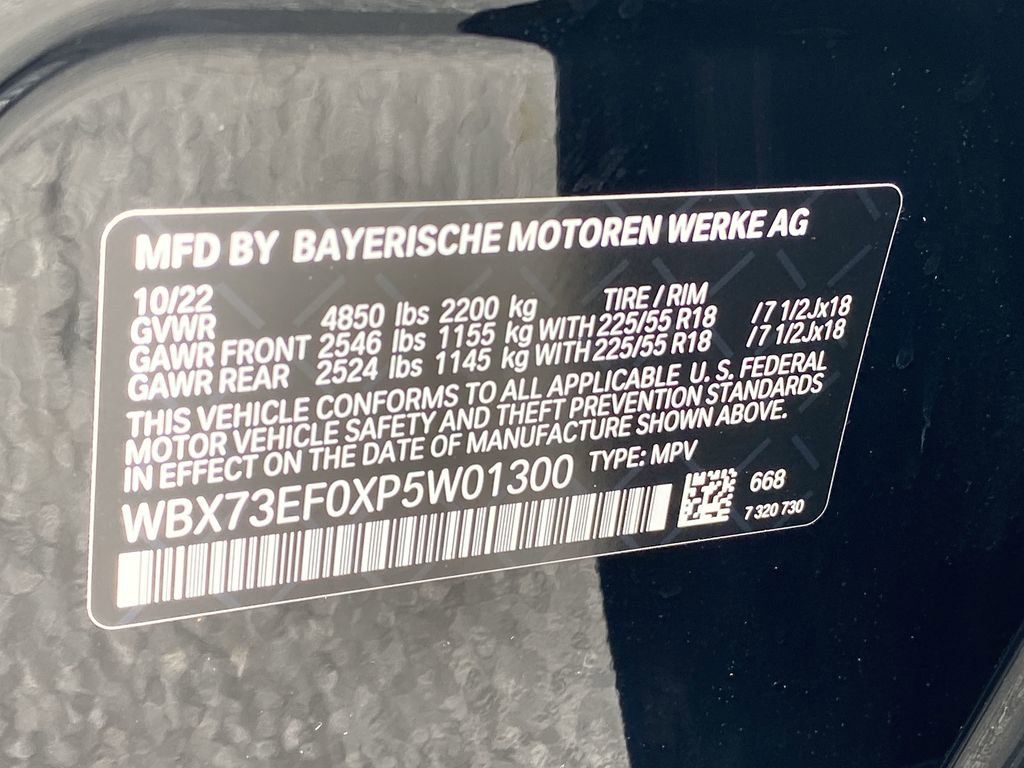 MFD BY BAYERISCHE MOTOREN WERKE AG
10/22 TIRE / RIM
GVWR 4850 lbs 2200 kg
GAWR FRONT 2546 lbs 1155 kg WITH 225/55 R18 /7 1/2Jx18
GAWR REAR 2524 lbs 1145 kg WITH 225/55 R18 /7 1/2Jx18
THIS VEHICLE CONFORMS TO ALL APPLICABLE U. S. FEDERAL
MOTOR VEHICLE SAFETY AND THEFT PREVENTION STANDARDS
IN EFFECT ON THE DATE OF MANUFACTURE SHOWN ABOVE.
WBX73EF0XP5W01300 TYPE: MPV
668
7 320 730